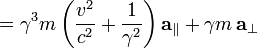 = γ³m (v²/c² + 1/γ²) a∥ + γm a⊥